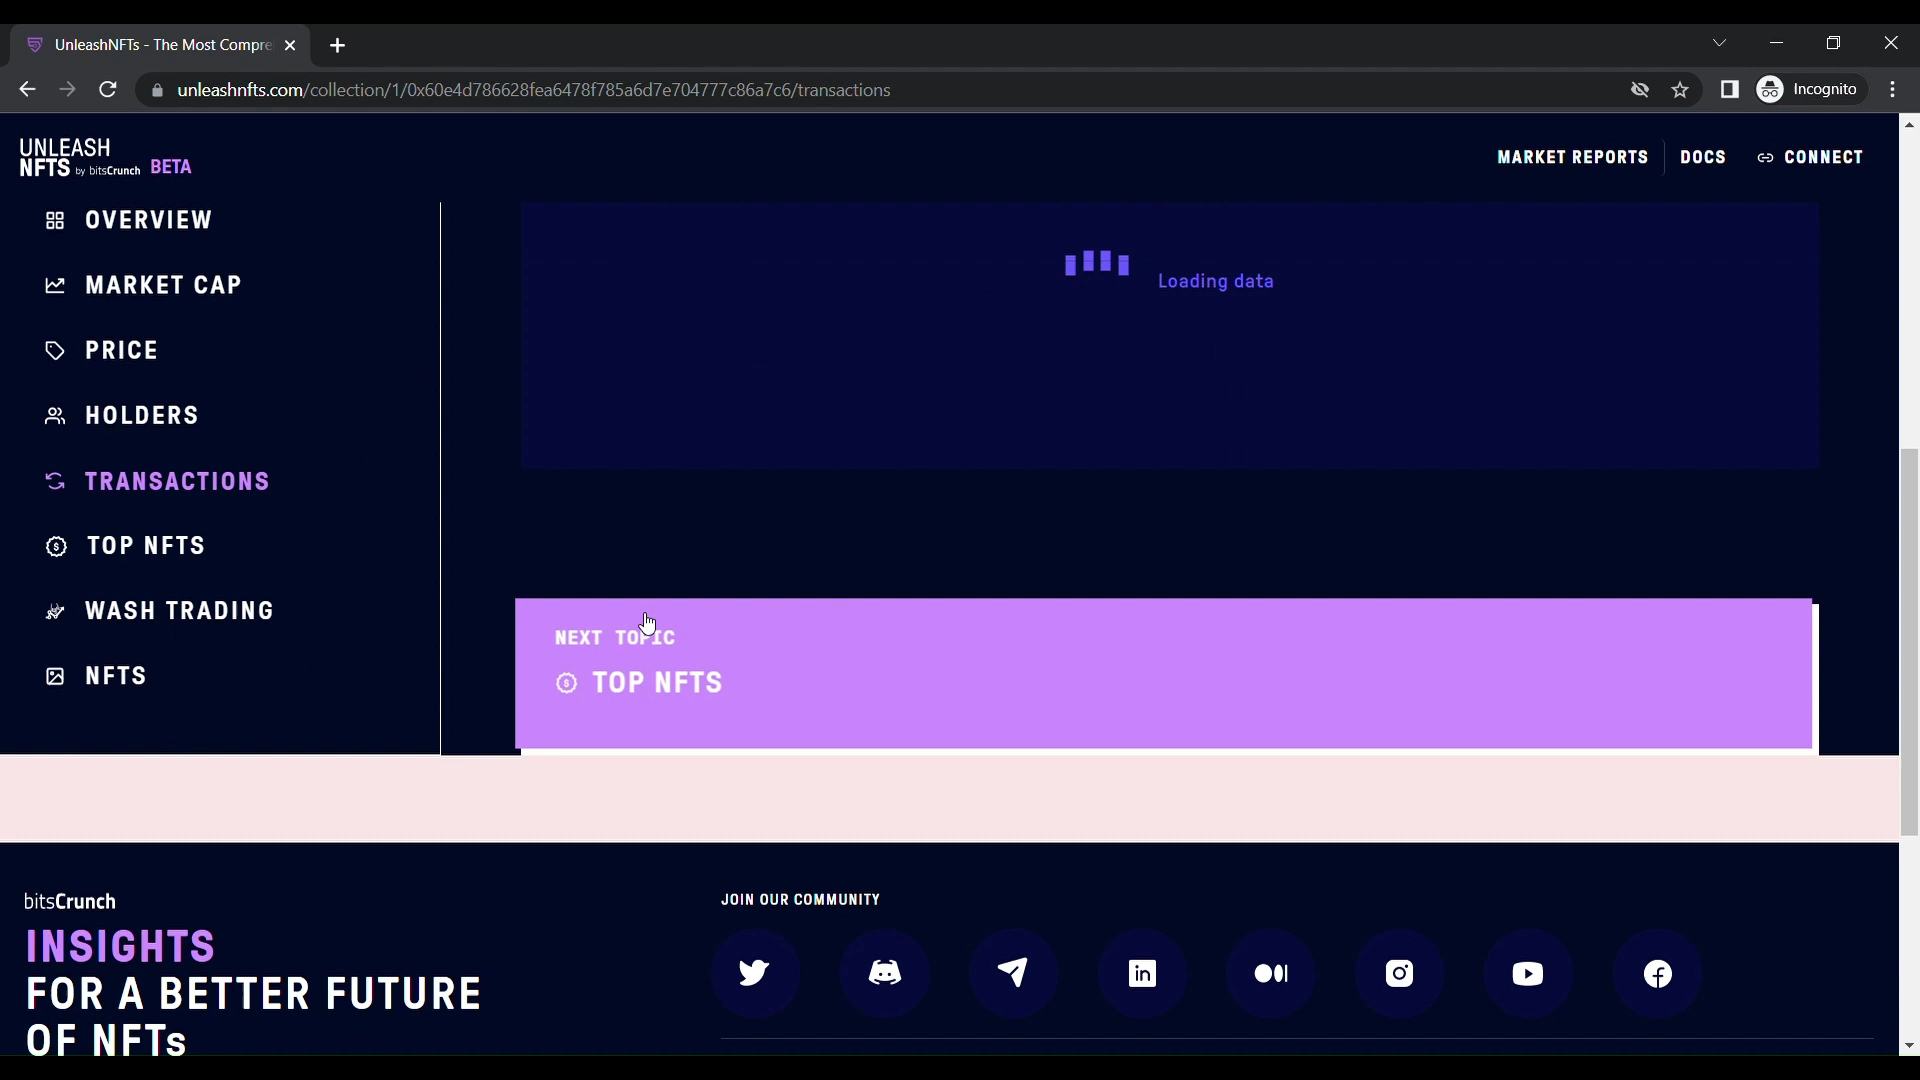 UnleashNFTs - The Most Compre
unleashnfts.com/collection/1/0x60e4d786628fea6478f785a6d7e704777c86a7c6/transactions
Incognito
UNLEASH
NFTS by bitsCrunch BETA
MARKET REPORTS
DOCS
CONNECT
OVERVIEW
MARKET CAP
PRICE
HOLDERS
TRANSACTIONS
TOP NFTS
WASH TRADING
NFTS
Loading data
NEXT TOPIC
TOP NFTS
bitsCrunch
INSIGHTS
FOR A BETTER FUTURE
OF NFTs
JOIN OUR COMMUNITY